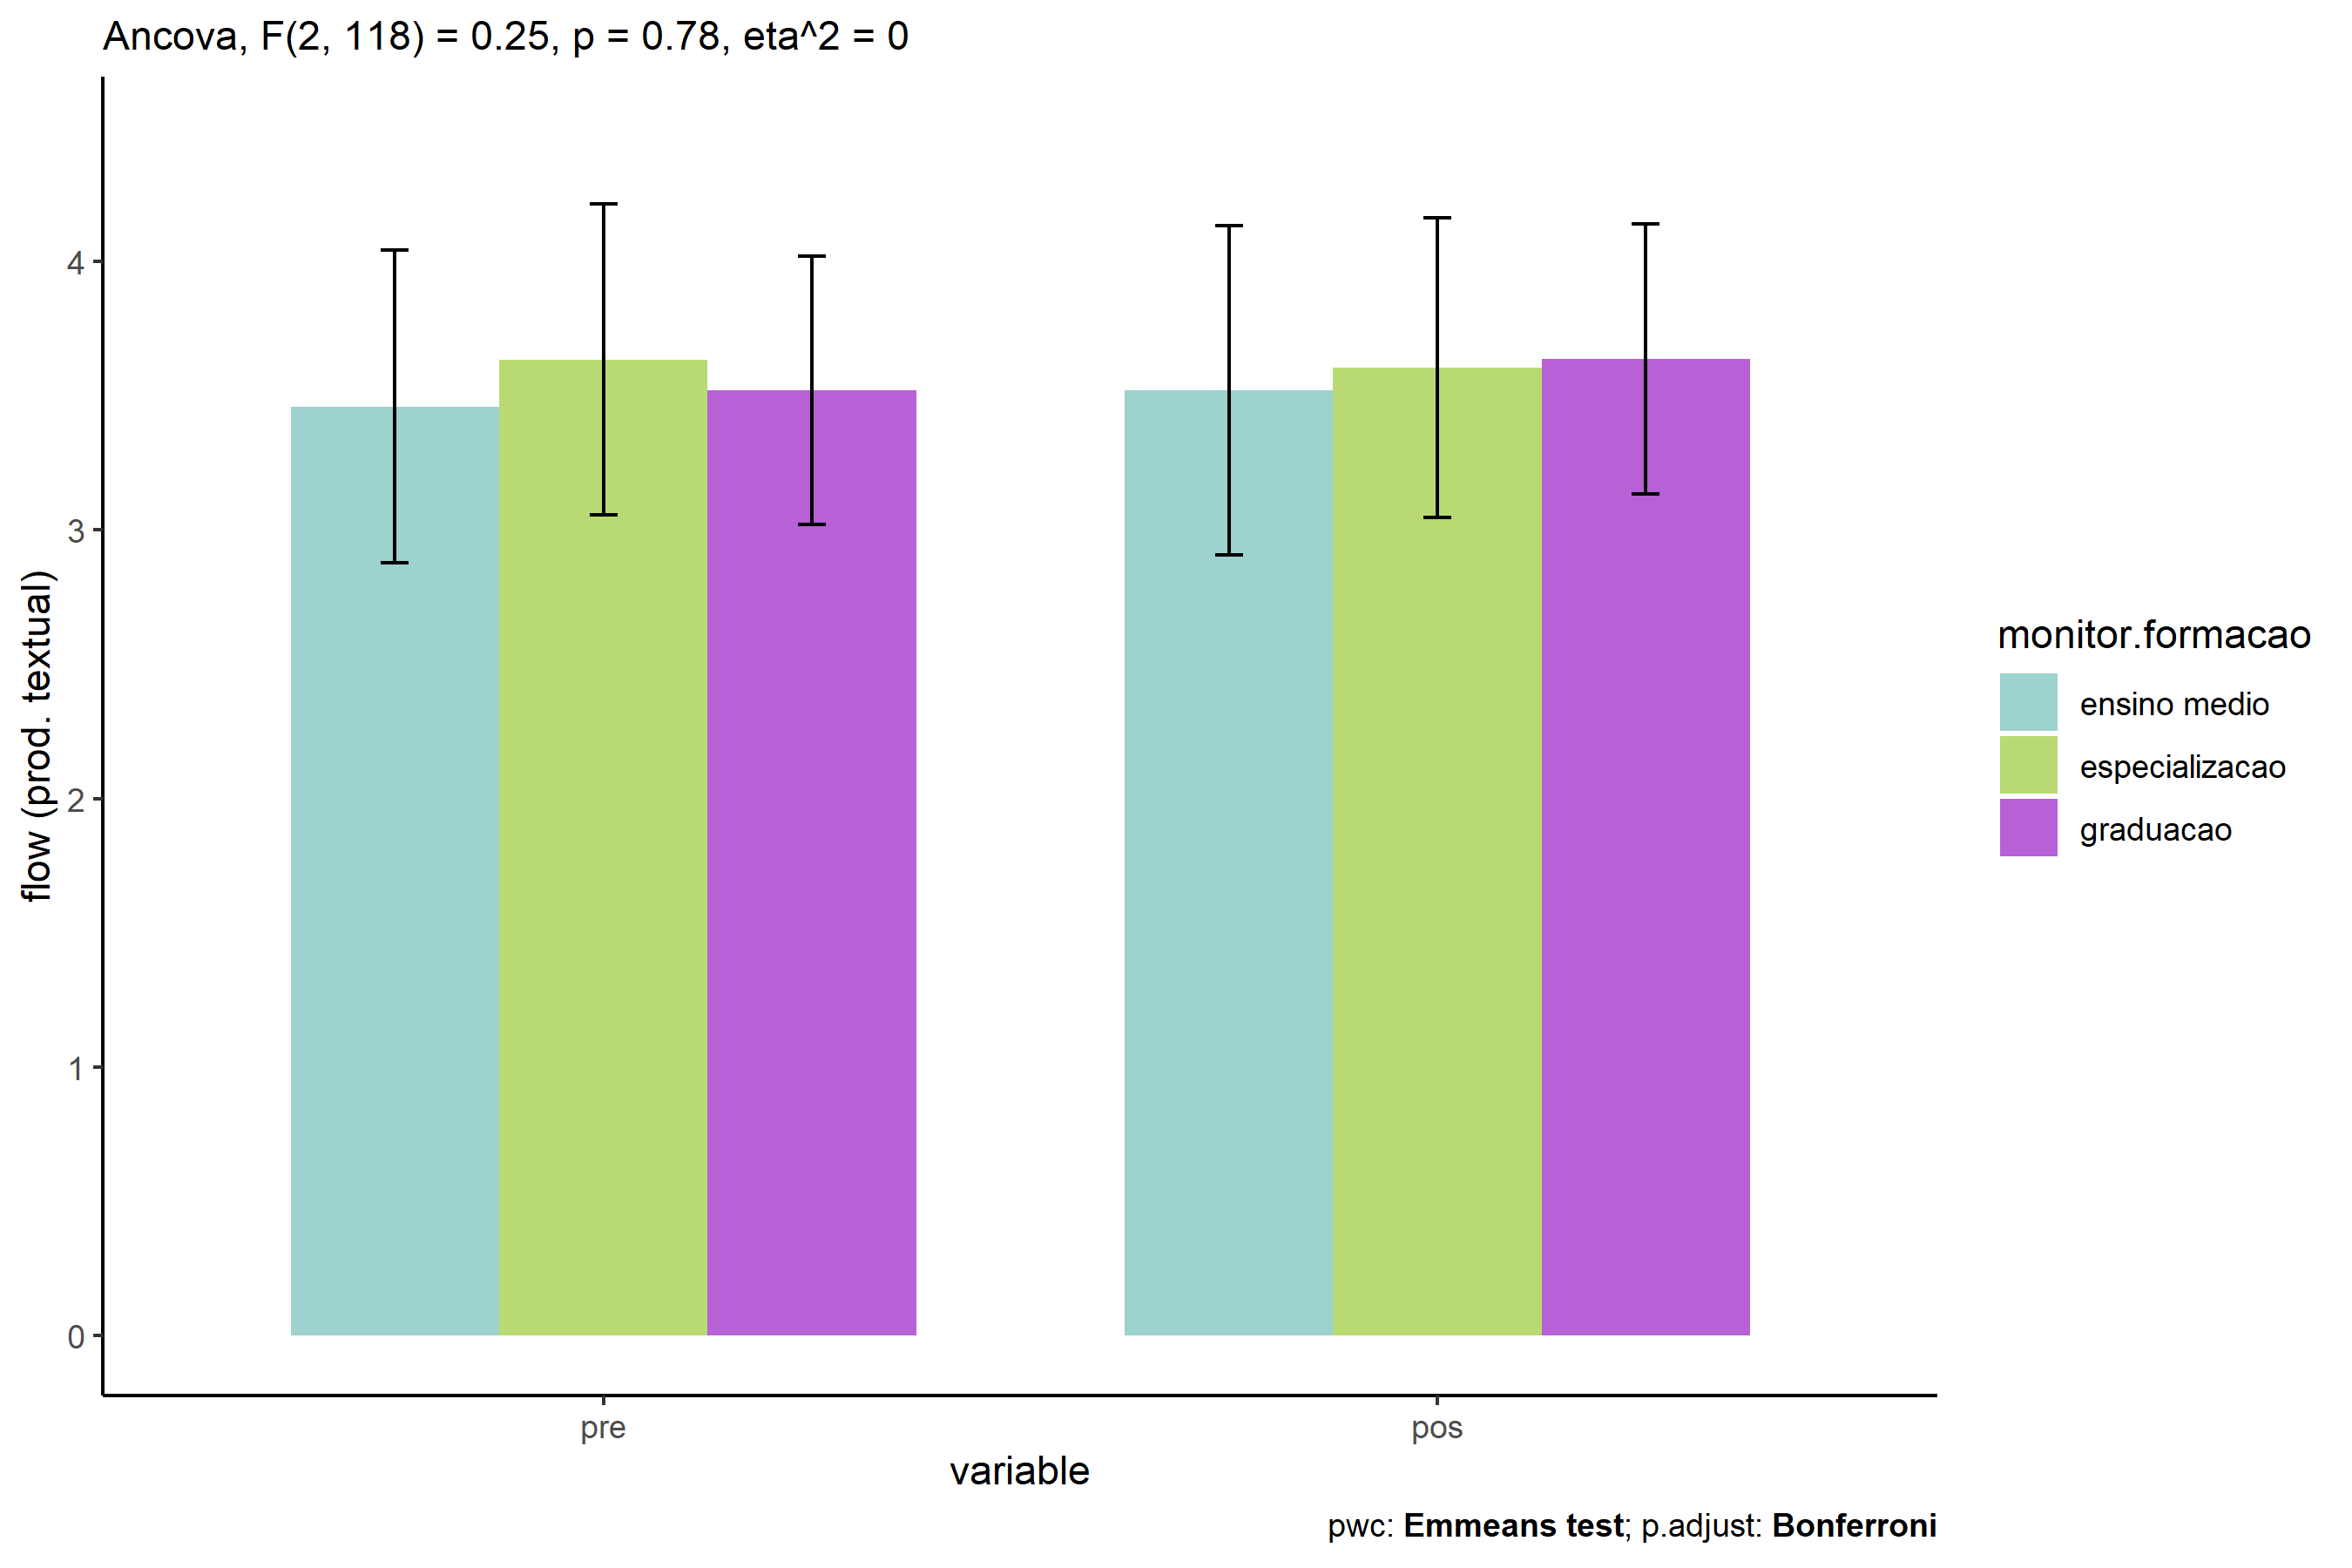 Ancova, F(2, 118) = 0.25, p = 0.78, eta^2 = 0
flow (prod. textual)
4
3
2
1
0
pre
pos
variable
monitor.formacao
ensino medio
especializacao
graduacao
pwc: Emmeans test; p.adjust: Bonferroni